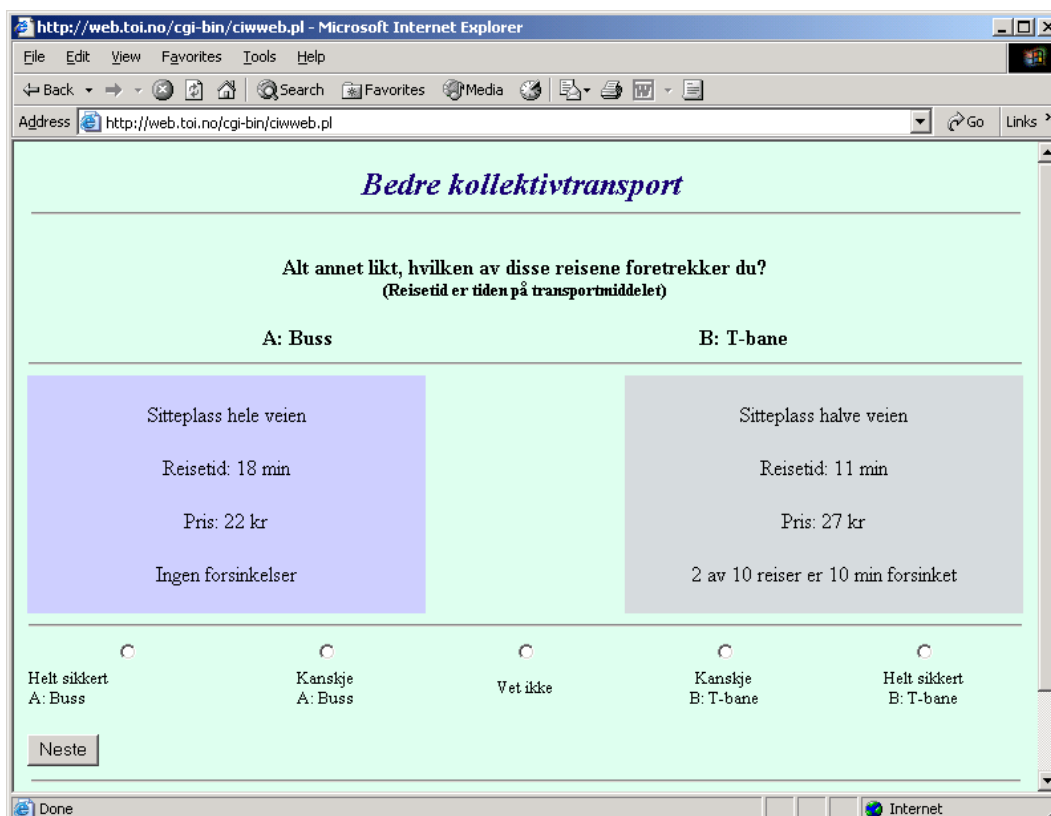 http://web.toi.no/cgi-bin/ciwweb.pl - Microsoft Internet Explorer
File Edit View Favorites Tools Help
Back Search Favorites Media
Address http://web.toi.no/cgi-bin/ciwweb.pl Go Links
Bedre kollektivtransport
Alt annet likt, hvilken av disse reisene foretrekker du?
(Reisetid er tiden på transportmiddelet)
A: Buss B: T-bane
Sitteplass hele veien Sitteplass halve veien
Reisetid: 18 min Reisetid: 11 min
Pris: 22 kr Pris: 27 kr
Ingen forsinkelser 2 av 10 reiser er 10 min forsinket
Helt sikkert Kanskje Vet ikke Kanskje Helt sikkert
A: Buss A: Buss B: T-bane B: T-bane
Neste
Done Internet